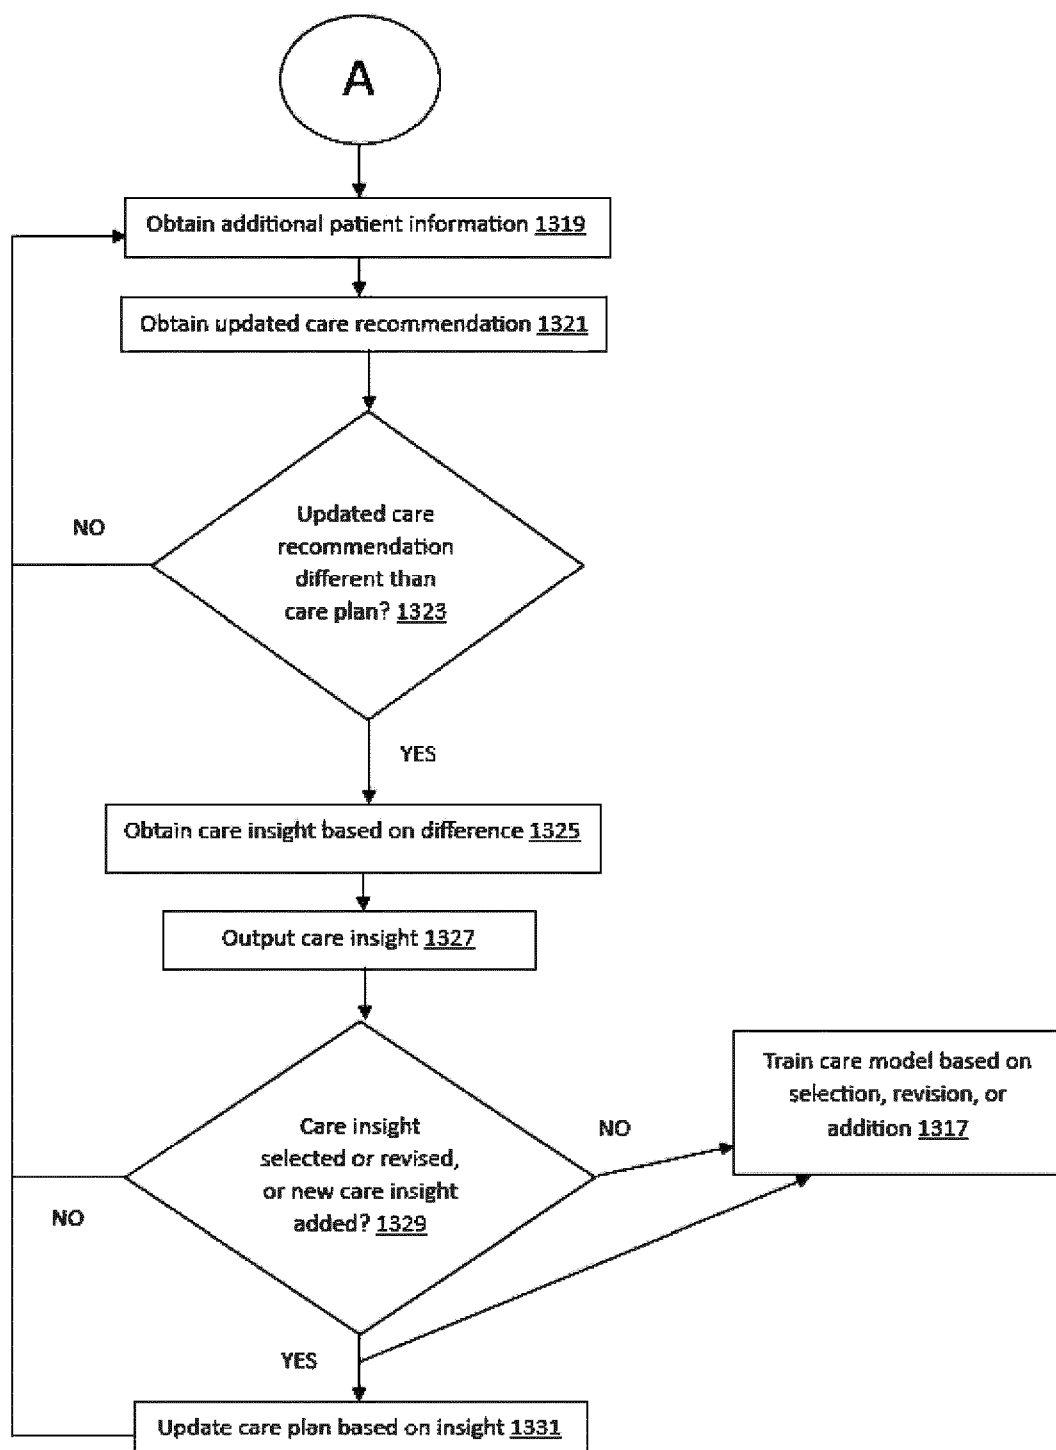 A
Obtain additional patient information 1319
Obtain updated care recommendation 1321
Updated care
recommendation
different than
care plan? 1323
NO
YES
Obtain care insight based on difference 1325
Output care insight 1327
Care insight
selected or revised,
or new care insight
added? 1329
NO
NO
Train care model based on
selection, revision, or
addition 1317
YES
Update care plan based on insight 1331